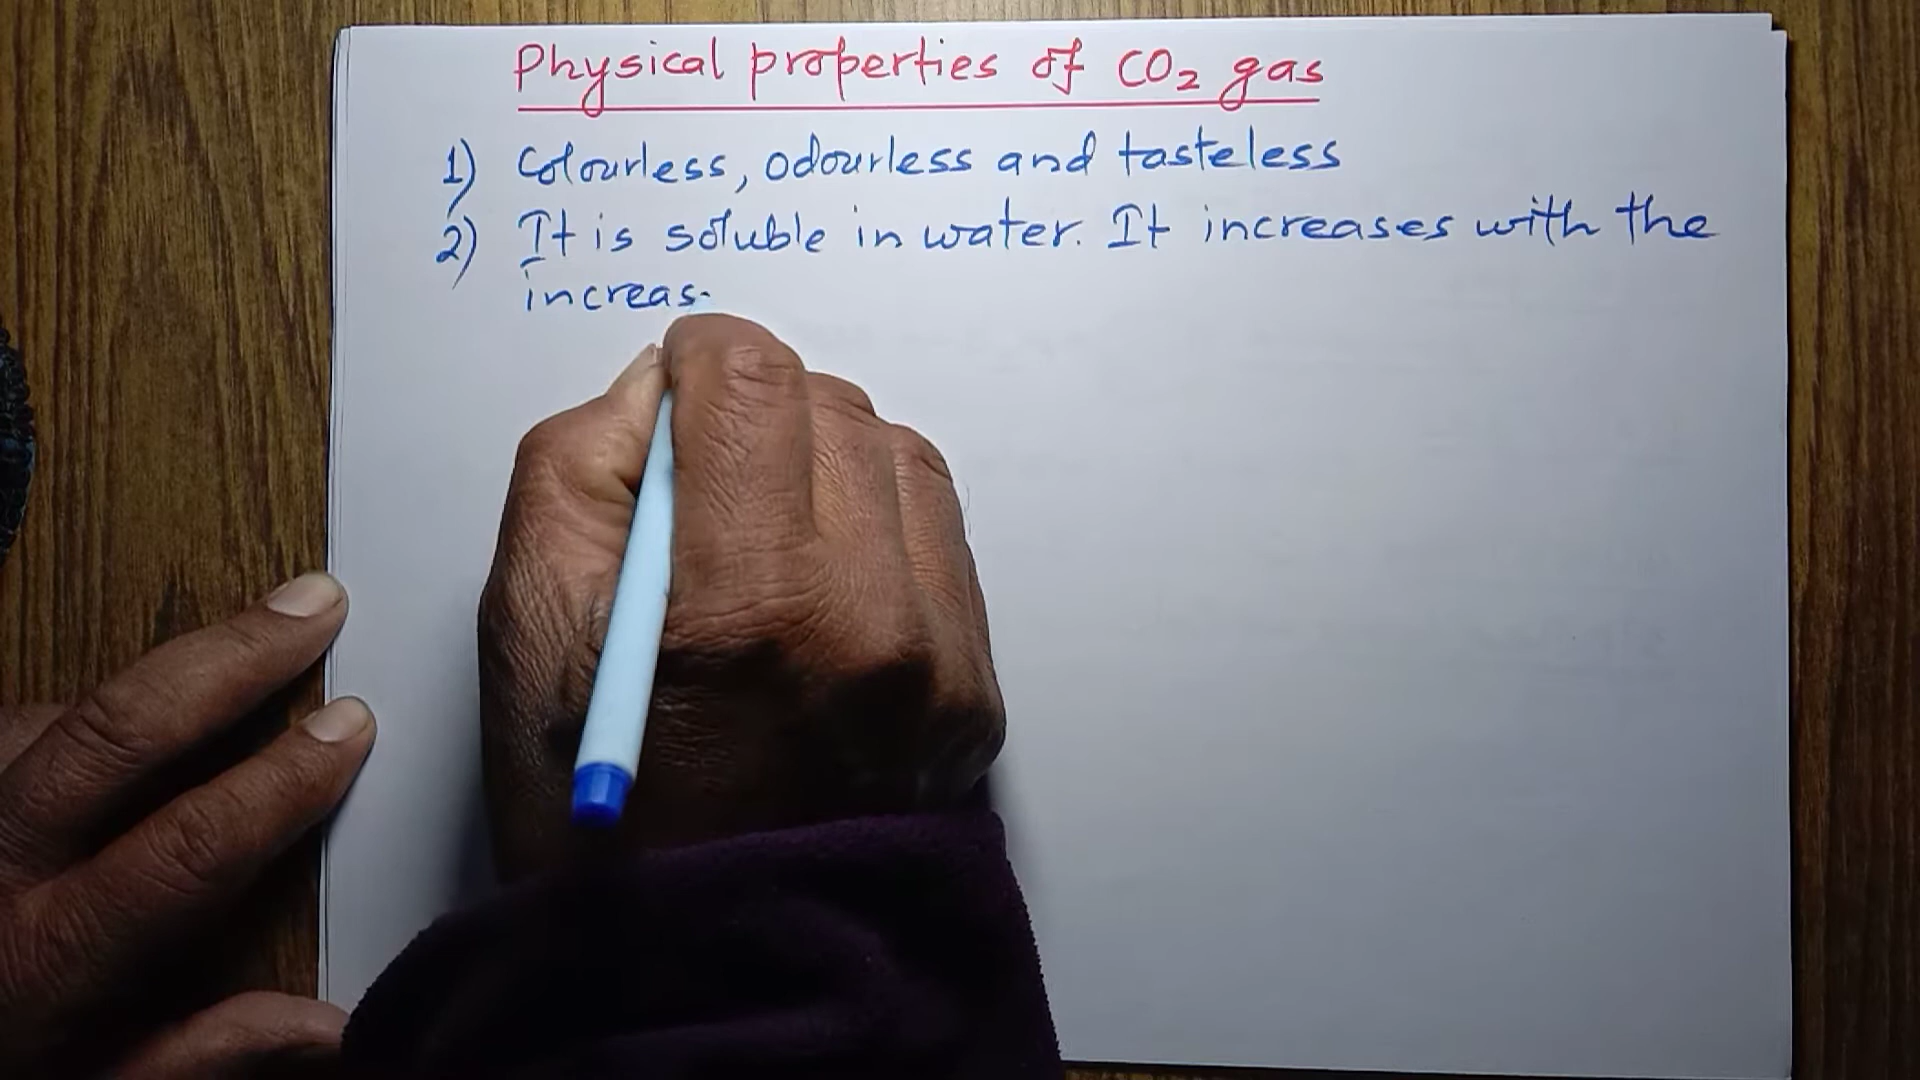 Physical properties of CO₂ gas
1) Colourless, odourless and tasteless
2) It is soluble in water. It increases with the
increas